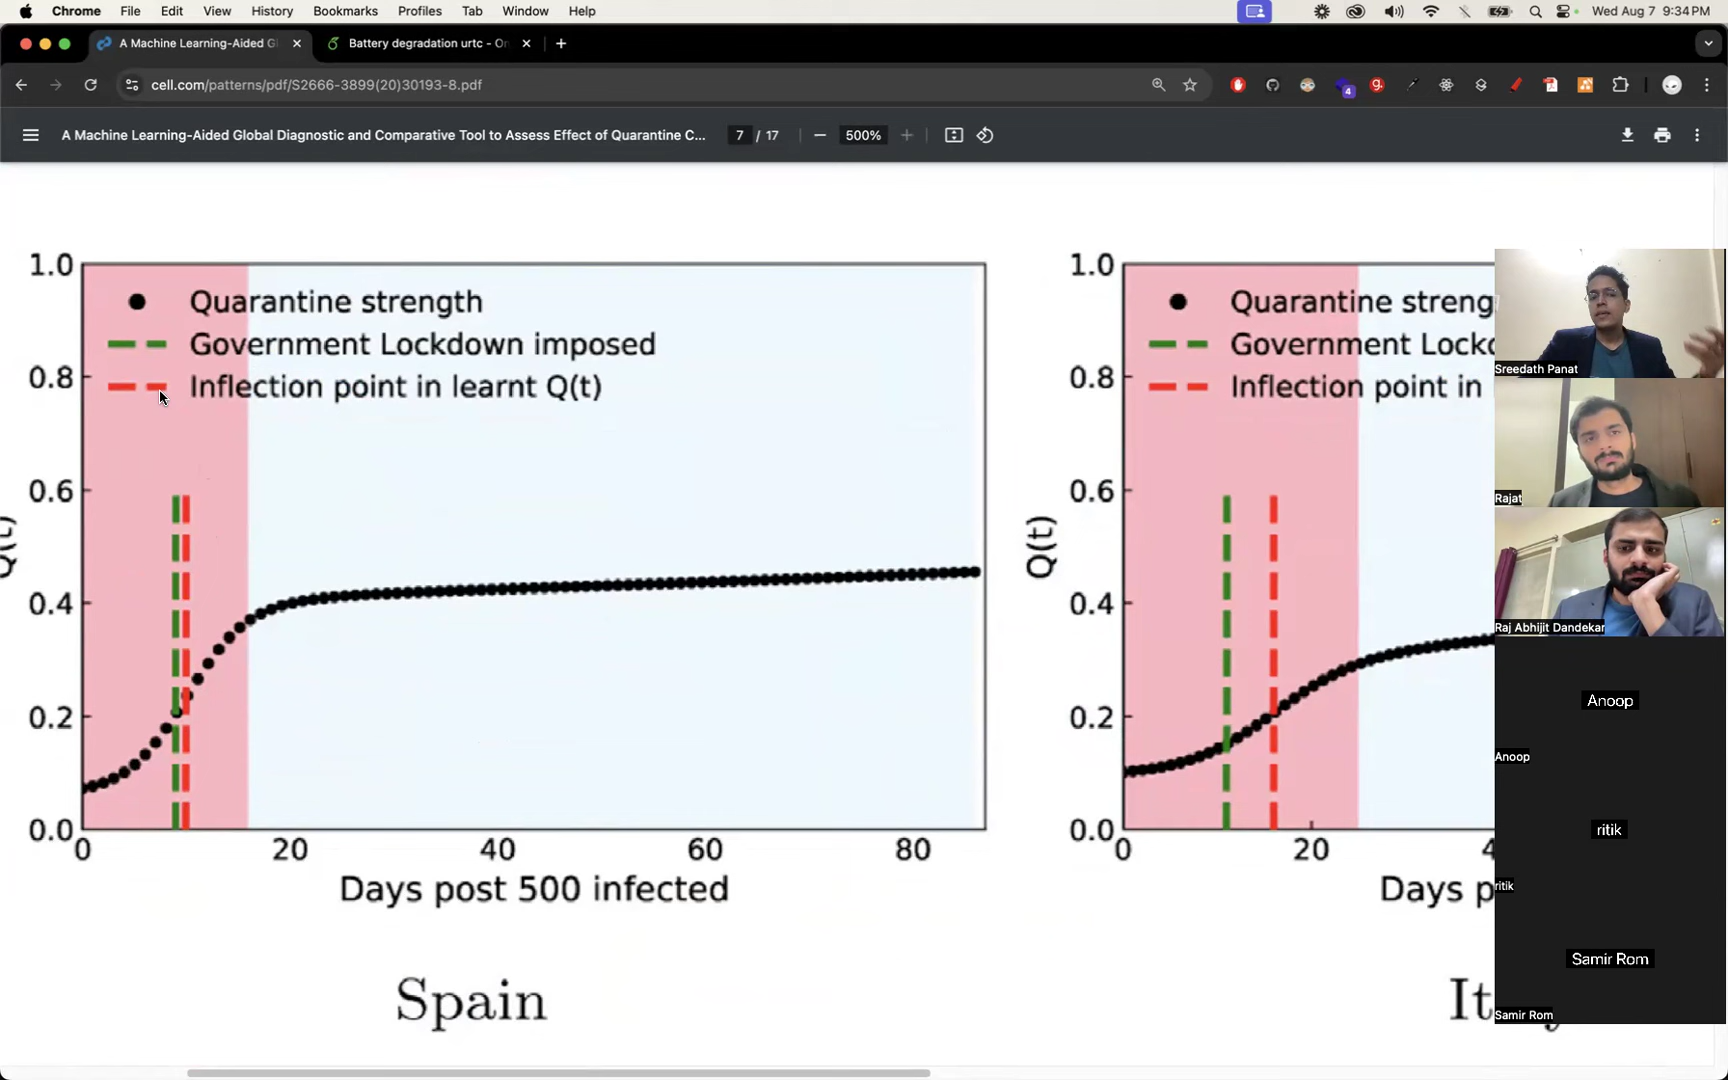 Chrome File Edit View History Bookmarks Profiles Tab Window Help Wed Aug 7 9:34 PM
A Machine Learning-Aided Gl Battery degradation urtc - On
cell.com/patterns/pdf/S2666-3899(20)30193-8.pdf 4
A Machine Learning-Aided Global Diagnostic and Comparative Tool to Assess Effect of Quarantine C... 7 / 17 500%
1.0
0.8
0.6
0.4
0.2
0.0
Q(t)
Quarantine strength
Government Lockdown imposed
Inflection point in learnt Q(t)
0 20 40 60 80
Days post 500 infected
Spain
1.0
0.8
0.6
0.4
0.2
0.0
Q(t)
Quarantine streng
Government Lockd
Inflection point in
0 20 4
Days p
It
Sreedath Panat
Rajat
Raj Abhijit Dandekar
Anoop
Anoop
ritik
ritik
Samir Rom
Samir Rom